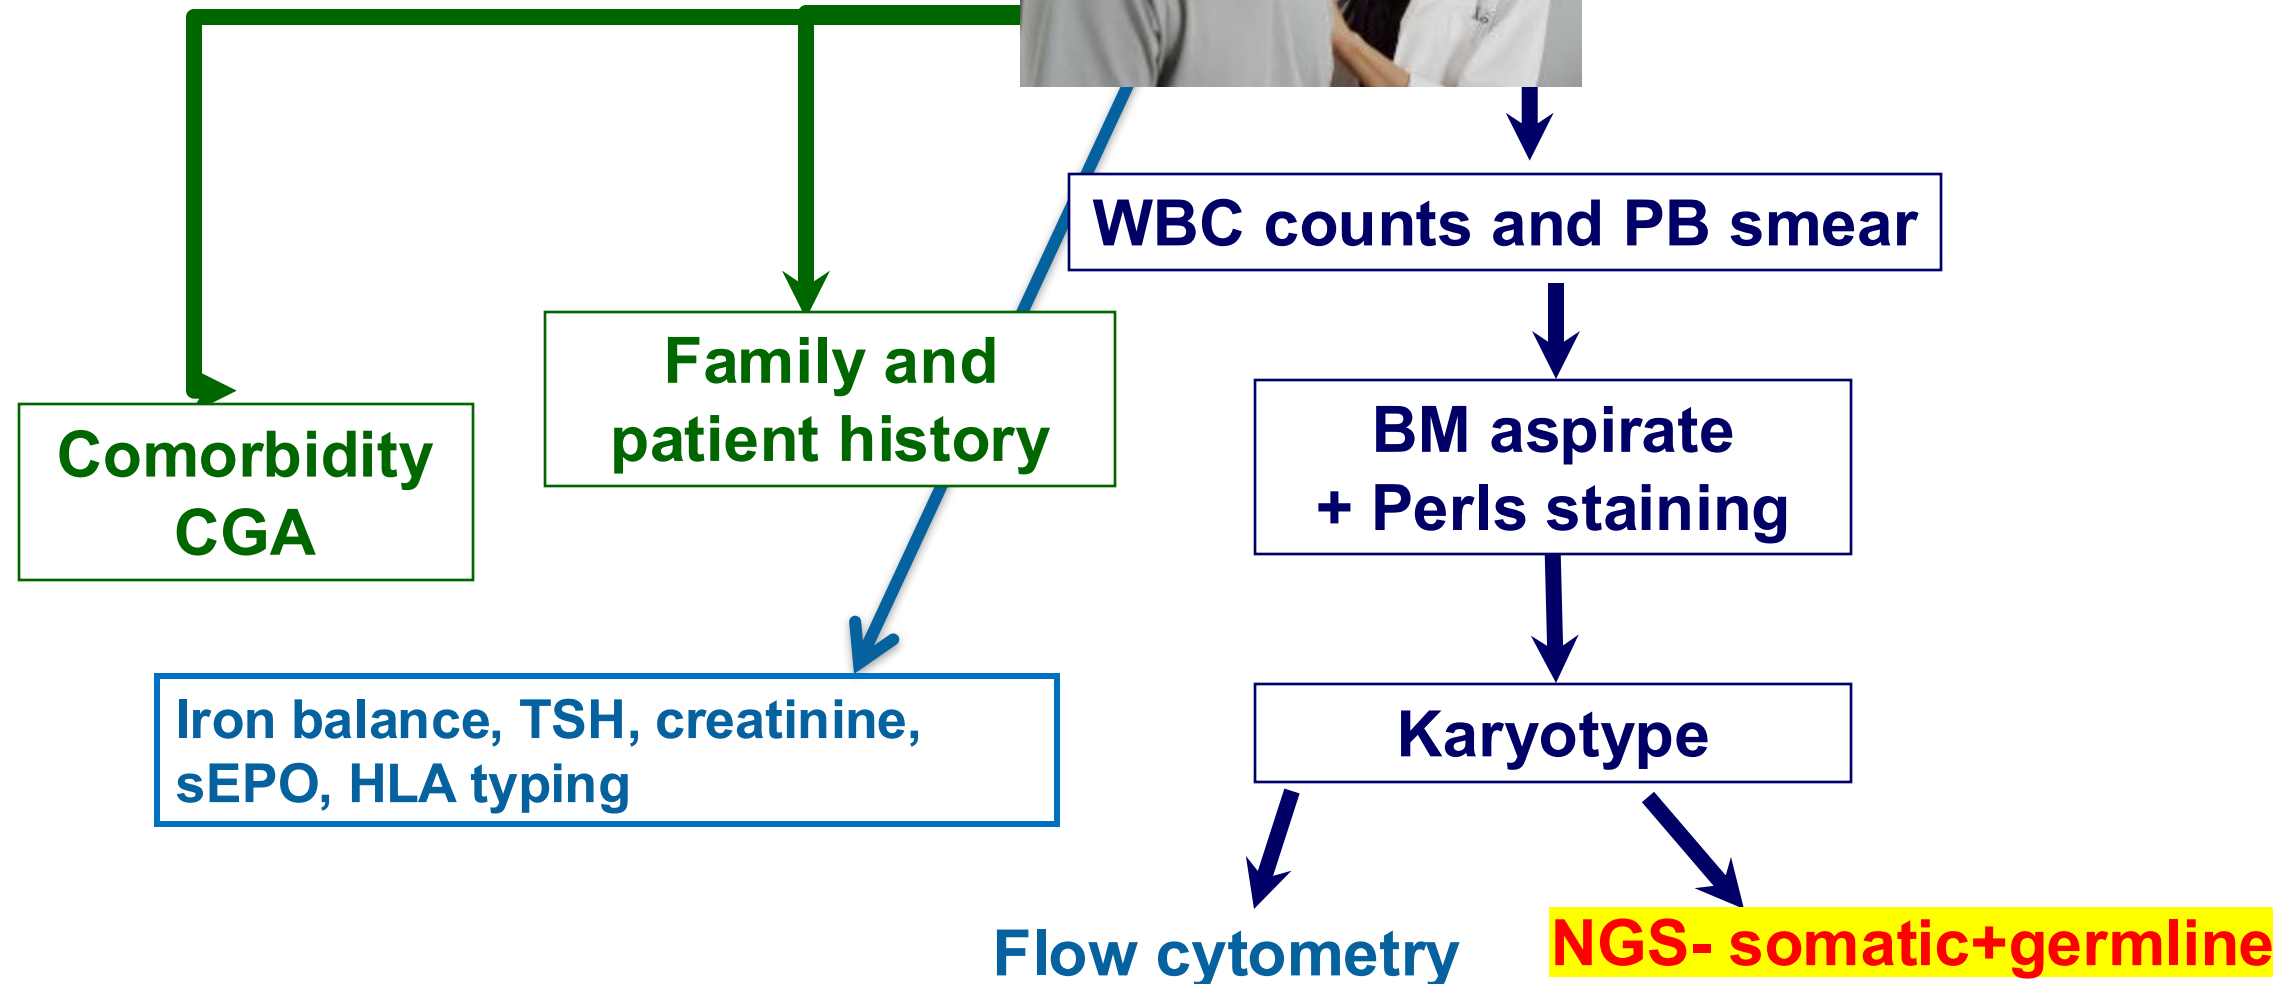 WBC counts and PB smear
Family and
patient history
BM aspirate
+ Perls staining
Comorbidity
CGA
Iron balance, TSH, creatinine,
sEPO, HLA typing
Karyotype
Flow cytometry
NGS- somatic+germline